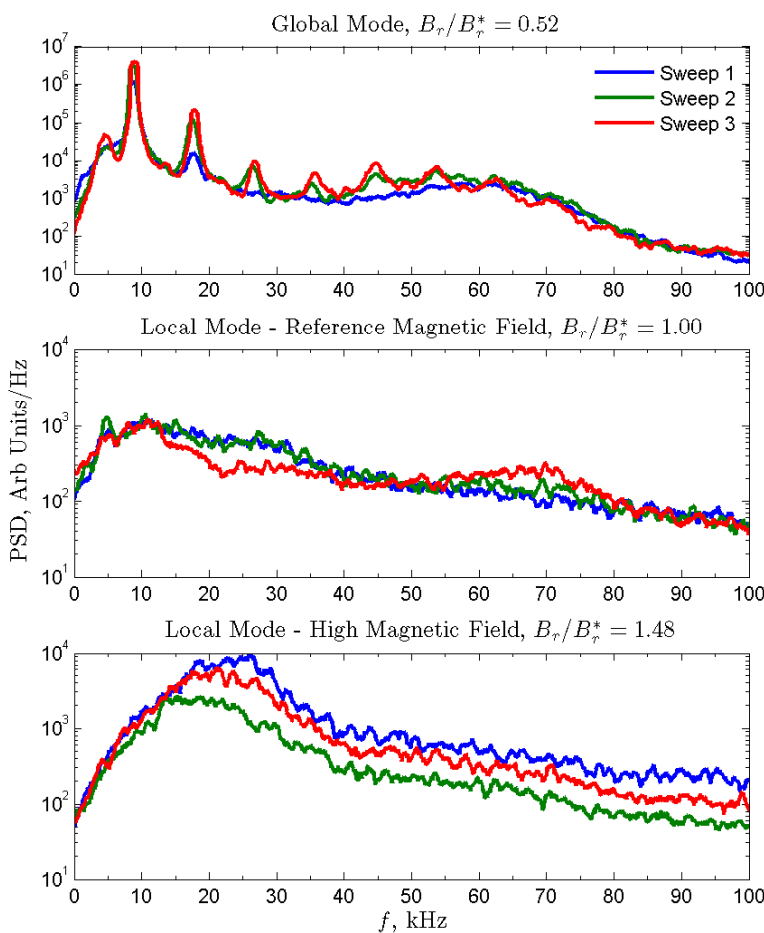 Global Mode, B_r/B_r^* = 0.52
10^7
10^6
10^5
10^4
10^3
10^2
10^1
Sweep 1
Sweep 2
Sweep 3
0 10 20 30 40 50 60 70 80 90 100
Local Mode - Reference Magnetic Field, B_r/B_r^* = 1.00
PSD, Arb Units/Hz
10^4
10^3
10^2
10^1
0 10 20 30 40 50 60 70 80 90 100
Local Mode - High Magnetic Field, B_r/B_r^* = 1.48
10^4
10^3
10^2
10^1
0 10 20 30 40 50 60 70 80 90 100
f, kHz